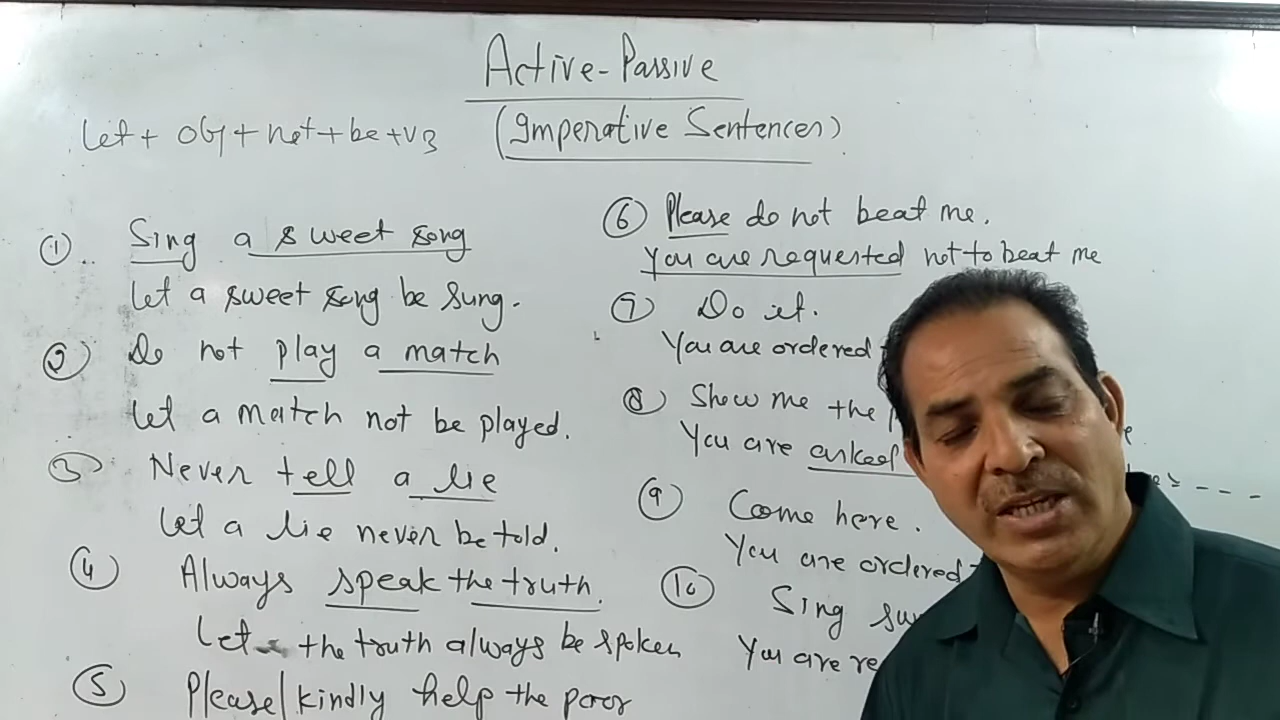 Active-Passive
(Imperative Sentences)
Let + obj + not + be + v3
① Sing a sweet song
Let a sweet song be sung.
② Do not play a match
Let a match not be played.
③ Never tell a lie
Let a lie never be told.
④ Always speak the truth.
Let the truth always be spoken
⑤ Please/kindly help the poor
⑥ Please do not beat me.
You are requested not to beat me
⑦ Do it.
You are ordered
⑧ Show me the
You are asked
⑨ Come here.
You are ordered
⑩ Sing
You are